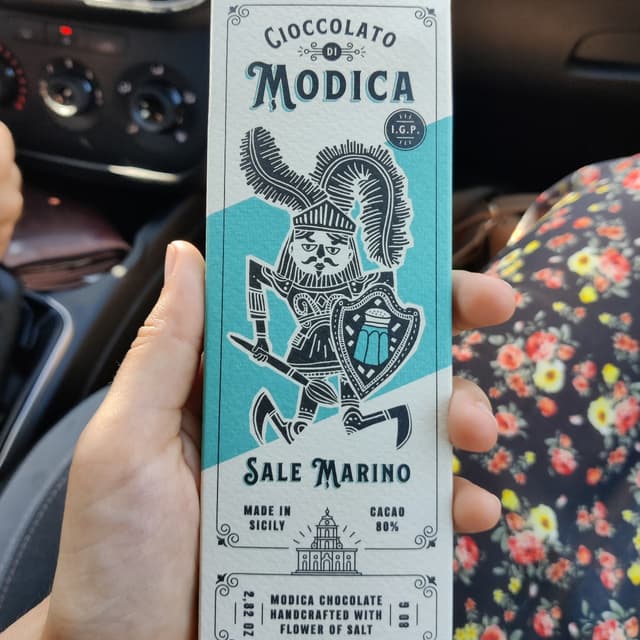 CIOCCOLATO
DI
MODICA
I.G.P.
SALE MARINO
MADE IN
SICILY
CACAO
80%
2,82 OZ
MODICA CHOCOLATE
HANDCRAFTED WITH
FLOWER OF SALT
80 G